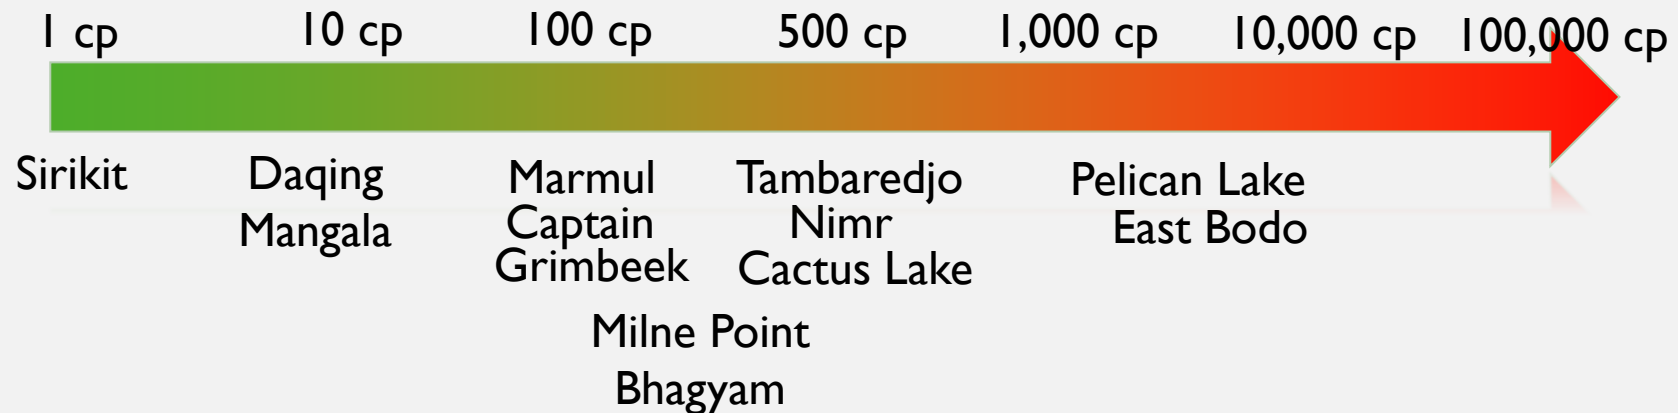 1 cp 10 cp 100 cp 500 cp 1,000 cp 10,000 cp 100,000 cp
Sirikit Daqing Marmul Tambaredjo Pelican Lake
Mangala Captain Nimr East Bodo
Grimbeek Cactus Lake
Milne Point
Bhagyam